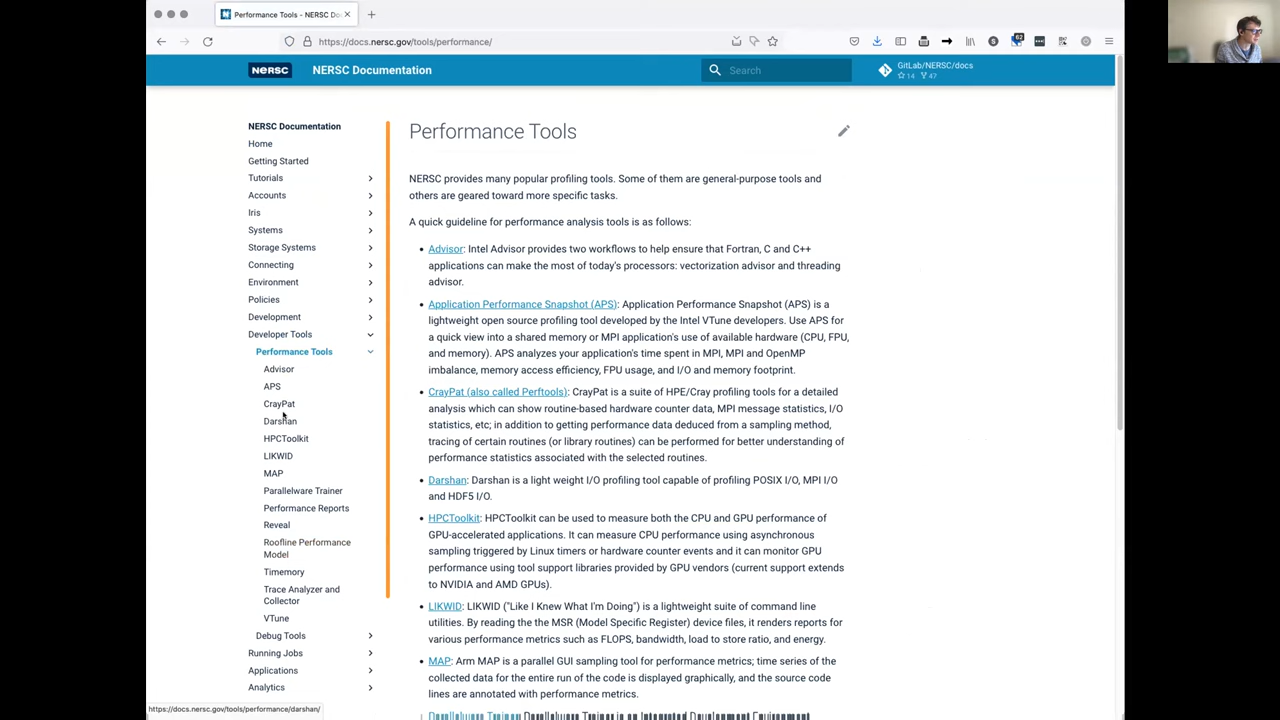 Performance Tools - NERSC Doc
https://docs.nersc.gov/tools/performance/
62
NERSC
NERSC Documentation
Search
GitLab/NERSC/docs
14 47
NERSC Documentation
Home
Getting Started
Tutorials
Accounts
Iris
Systems
Storage Systems
Connecting
Environment
Policies
Development
Developer Tools
Performance Tools
Advisor
APS
CrayPat
Darshan
HPCToolkit
LIKWID
MAP
Parallelware Trainer
Performance Reports
Reveal
Roofline Performance
Model
Timemory
Trace Analyzer and
Collector
VTune
Debug Tools
Running Jobs
Applications
Analytics
Performance Tools
NERSC provides many popular profiling tools. Some of them are general-purpose tools and
others are geared toward more specific tasks.
A quick guideline for performance analysis tools is as follows:
Advisor: Intel Advisor provides two workflows to help ensure that Fortran, C and C++
applications can make the most of today's processors: vectorization advisor and threading
advisor.
Application Performance Snapshot (APS): Application Performance Snapshot (APS) is a
lightweight open source profiling tool developed by the Intel VTune developers. Use APS for
a quick view into a shared memory or MPI application's use of available hardware (CPU, FPU,
and memory). APS analyzes your application's time spent in MPI, MPI and OpenMP
imbalance, memory access efficiency, FPU usage, and I/O and memory footprint.
CrayPat (also called Perftools): CrayPat is a suite of HPE/Cray profiling tools for a detailed
analysis which can show routine-based hardware counter data, MPI message statistics, I/O
statistics, etc; in addition to getting performance data deduced from a sampling method,
tracing of certain routines (or library routines) can be performed for better understanding of
performance statistics associated with the selected routines.
Darshan: Darshan is a light weight I/O profiling tool capable of profiling POSIX I/O, MPI I/O
and HDF5 I/O.
HPCToolkit: HPCToolkit can be used to measure both the CPU and GPU performance of
GPU-accelerated applications. It can measure CPU performance using asynchronous
sampling triggered by Linux timers or hardware counter events and it can monitor GPU
performance using tool support libraries provided by GPU vendors (current support extends
to NVIDIA and AMD GPUs).
LIKWID: LIKWID ("Like I Knew What I'm Doing") is a lightweight suite of command line
utilities. By reading the the MSR (Model Specific Register) device files, it renders reports for
various performance metrics such as FLOPS, bandwidth, load to store ratio, and energy.
MAP: Arm MAP is a parallel GUI sampling tool for performance metrics; time series of the
collected data for the entire run of the code is displayed graphically, and the source code
lines are annotated with performance metrics.
Parallelware Trainer: Parallelware Trainer is an Integrated Development Environment
https://docs.nersc.gov/tools/performance/darshan/